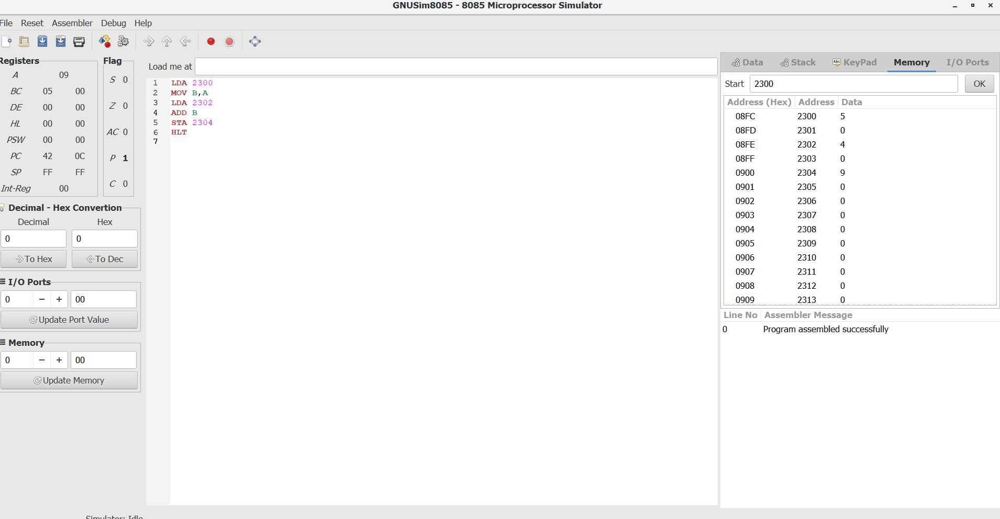 GNUSim8085 - 8085 Microprocessor Simulator
File Reset Assembler Debug Help
Registers
A 09
BC 05 00
DE 00 00
HL 00 00
PSW 00 00
PC 42 0C
SP FF FF
Int-Reg 00
Flag
S 0
Z 0
AC 0
P 1
C 0
Decimal - Hex Convertion
Decimal Hex
0 0
To Hex To Dec
I/O Ports
0 − + 00
Update Port Value
Memory
0 − + 00
Update Memory
Load me at
1 LDA 2300
2 MOV B,A
3 LDA 2302
4 ADD B
5 STA 2304
6 HLT
7
Data Stack Abc KeyPad Memory I/O Ports
Start 2300 OK
Address (Hex) Address Data
08FC 2300 5
08FD 2301 0
08FE 2302 4
08FF 2303 0
0900 2304 9
0901 2305 0
0902 2306 0
0903 2307 0
0904 2308 0
0905 2309 0
0906 2310 0
0907 2311 0
0908 2312 0
0909 2313 0
Line No Assembler Message
0 Program assembled successfully
Simulator: Idle